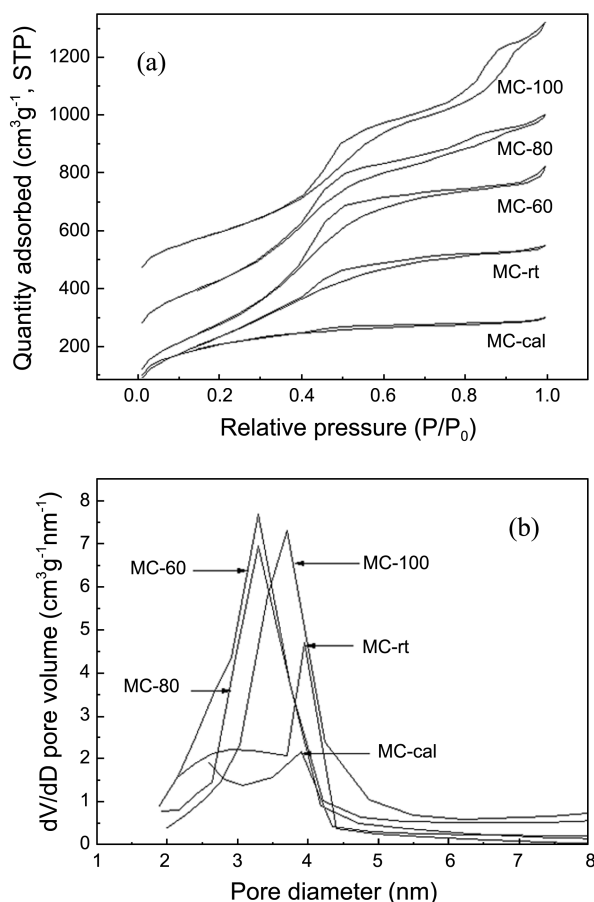 (a)
Quantity adsorbed (cm³g⁻¹, STP)
1200
1000
800
600
400
200
MC-100
MC-80
MC-60
MC-rt
MC-cal
0.0 0.2 0.4 0.6 0.8 1.0
Relative pressure (P/P₀)
(b)
dV/dD pore volume (cm³g⁻¹nm⁻¹)
8
7
6
5
4
3
2
1
0
MC-60
MC-100
MC-rt
MC-80
MC-cal
1 2 3 4 5 6 7 8
Pore diameter (nm)